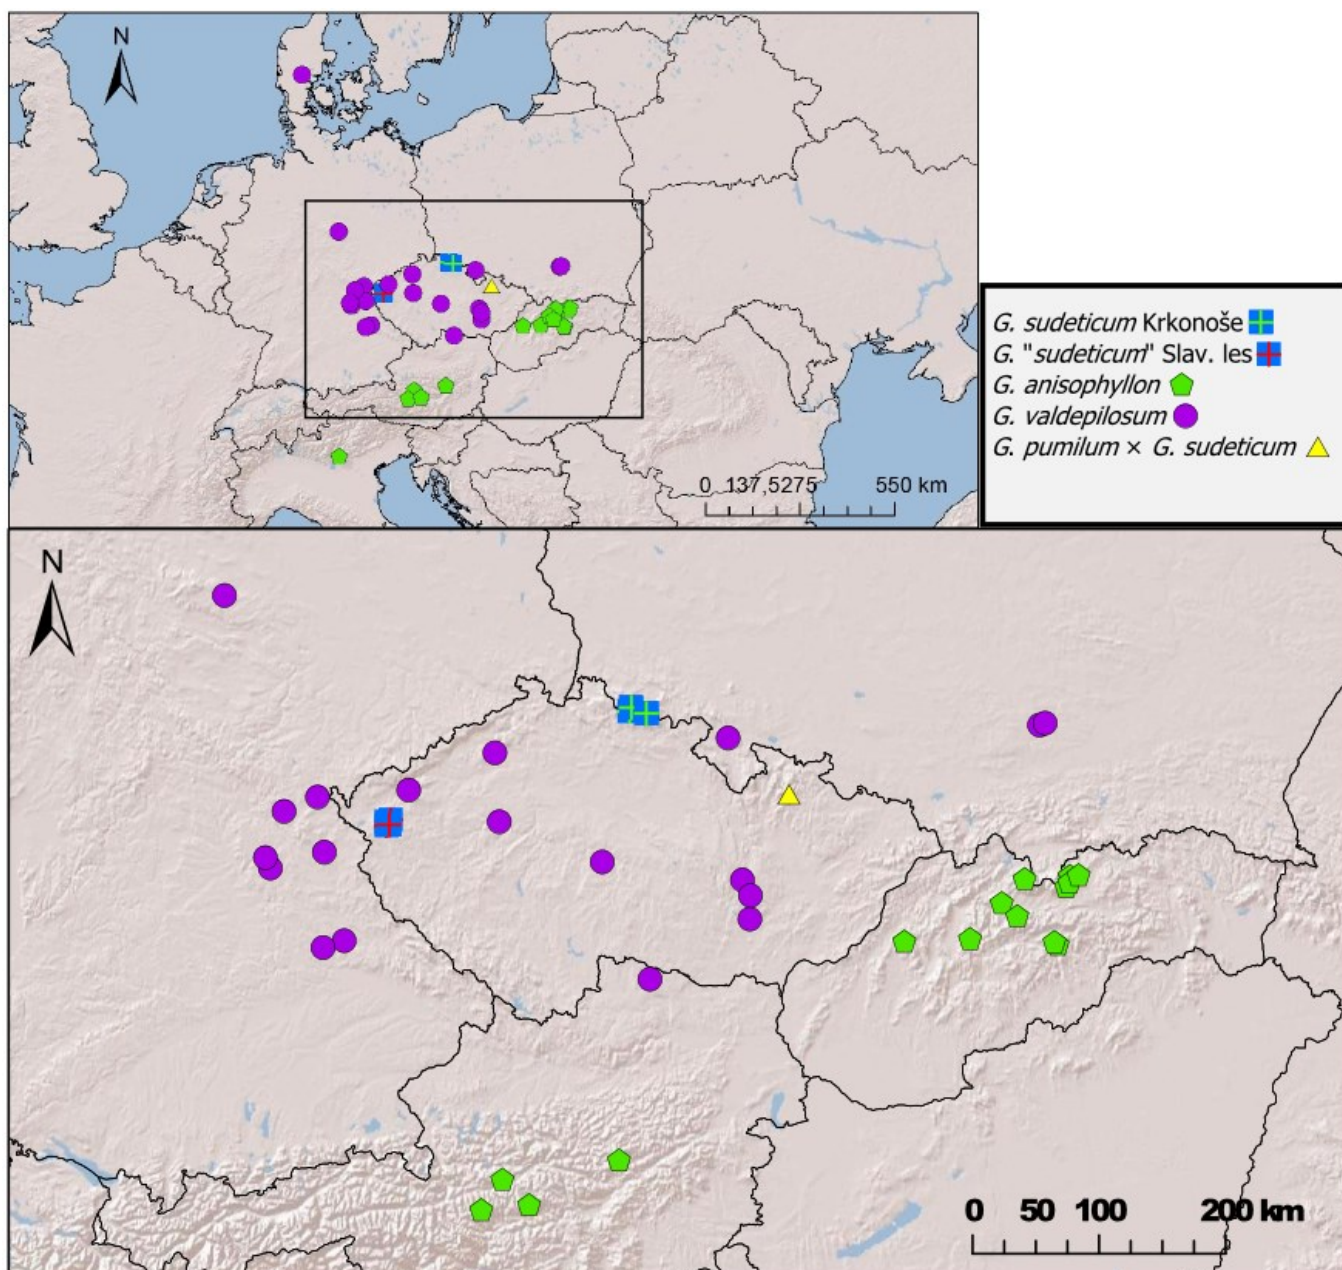 N
0 137,5275 550 km
G. sudeticum Krkonoše
G. "sudeticum" Slav. les
G. anisophyllon
G. valdepilosum
G. pumilum × G. sudeticum
N
0 50 100 200 km